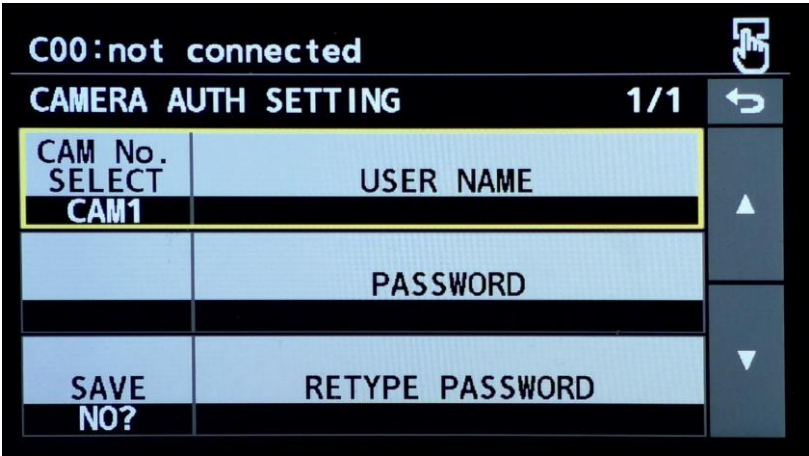 C00:not connected
CAMERA AUTH SETTING 1/1
CAM No.
SELECT
CAM1
USER NAME
PASSWORD
SAVE
NO?
RETYPE PASSWORD